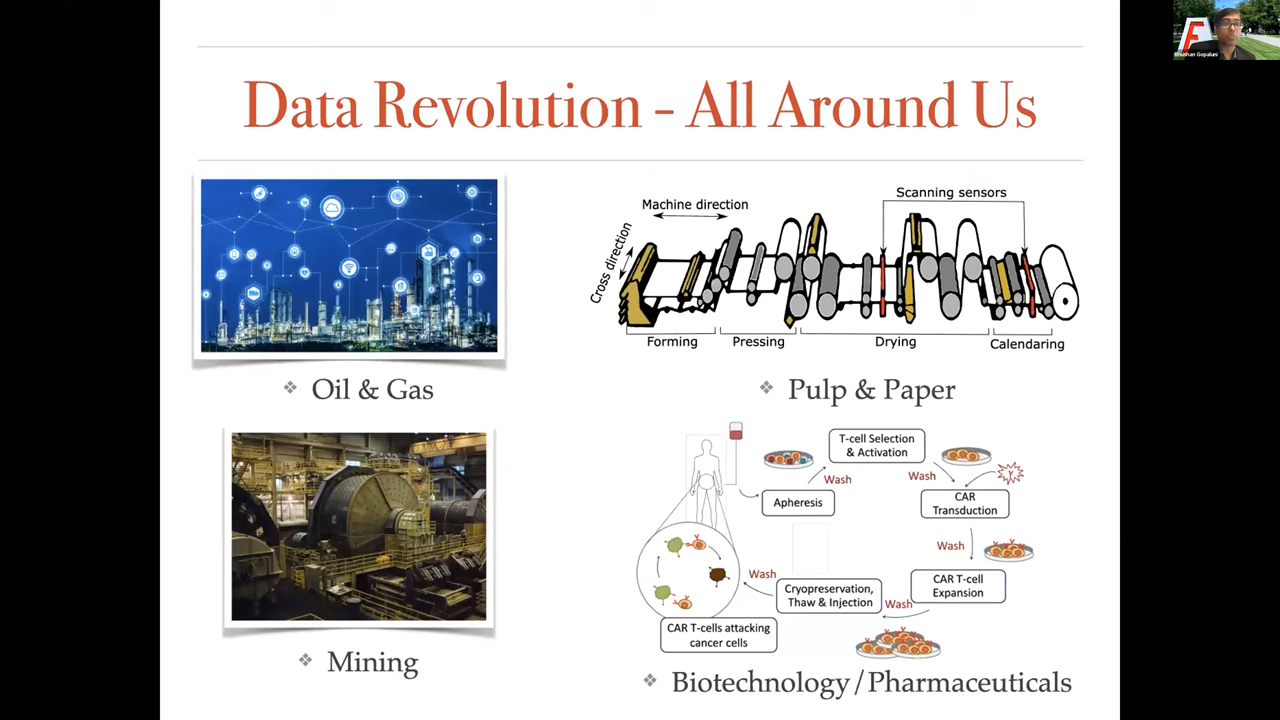 Data Revolution - All Around Us
Bhushan Gopaluni
Scanning sensors
Machine direction
Cross direction
Forming
Pressing
Drying
Calendaring
❖ Oil & Gas
❖ Pulp & Paper
T-cell Selection
& Activation
Wash
Wash
Apheresis
CAR
Transduction
Wash
Wash
Cryopreservation,
Thaw & Injection
CAR T-cell
Expansion
Wash
CAR T-cells attacking
cancer cells
❖ Mining
❖ Biotechnology/Pharmaceuticals